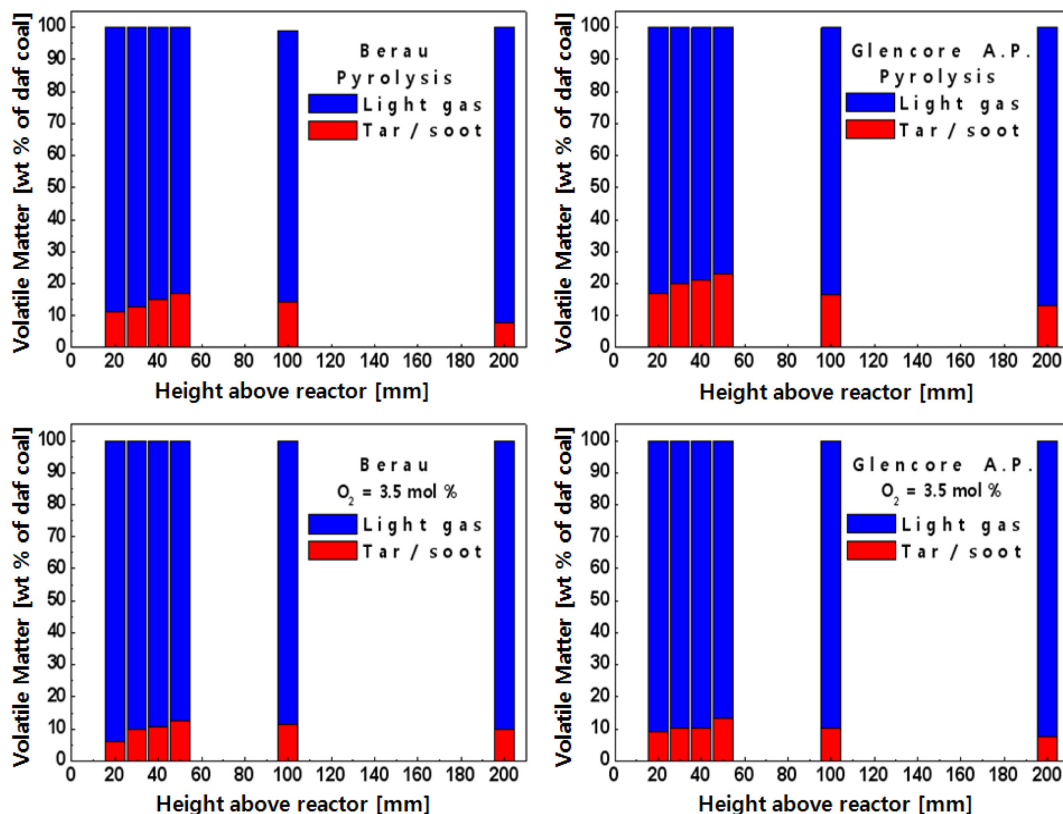 Volatile Matter [wt % of daf coal]
100
90
80
70
60
50
40
30
20
10
0
Berau
Pyrolysis
Light gas
Tar / soot
0 20 40 60 80 100 120 140 160 180 200
Height above reactor [mm]
Volatile Matter [wt % of daf coal]
100
90
80
70
60
50
40
30
20
10
0
Glencore A.P.
Pyrolysis
Light gas
Tar / soot
0 20 40 60 80 100 120 140 160 180 200
Height above reactor [mm]
Volatile Matter [wt % of daf coal]
100
90
80
70
60
50
40
30
20
10
0
Berau
O₂ = 3.5 mol %
Light gas
Tar / soot
0 20 40 60 80 100 120 140 160 180 200
Height above reactor [mm]
Volatile Matter [wt % of daf coal]
100
90
80
70
60
50
40
30
20
10
0
Glencore A.P.
O₂ = 3.5 mol %
Light gas
Tar / soot
0 20 40 60 80 100 120 140 160 180 200
Height above reactor [mm]